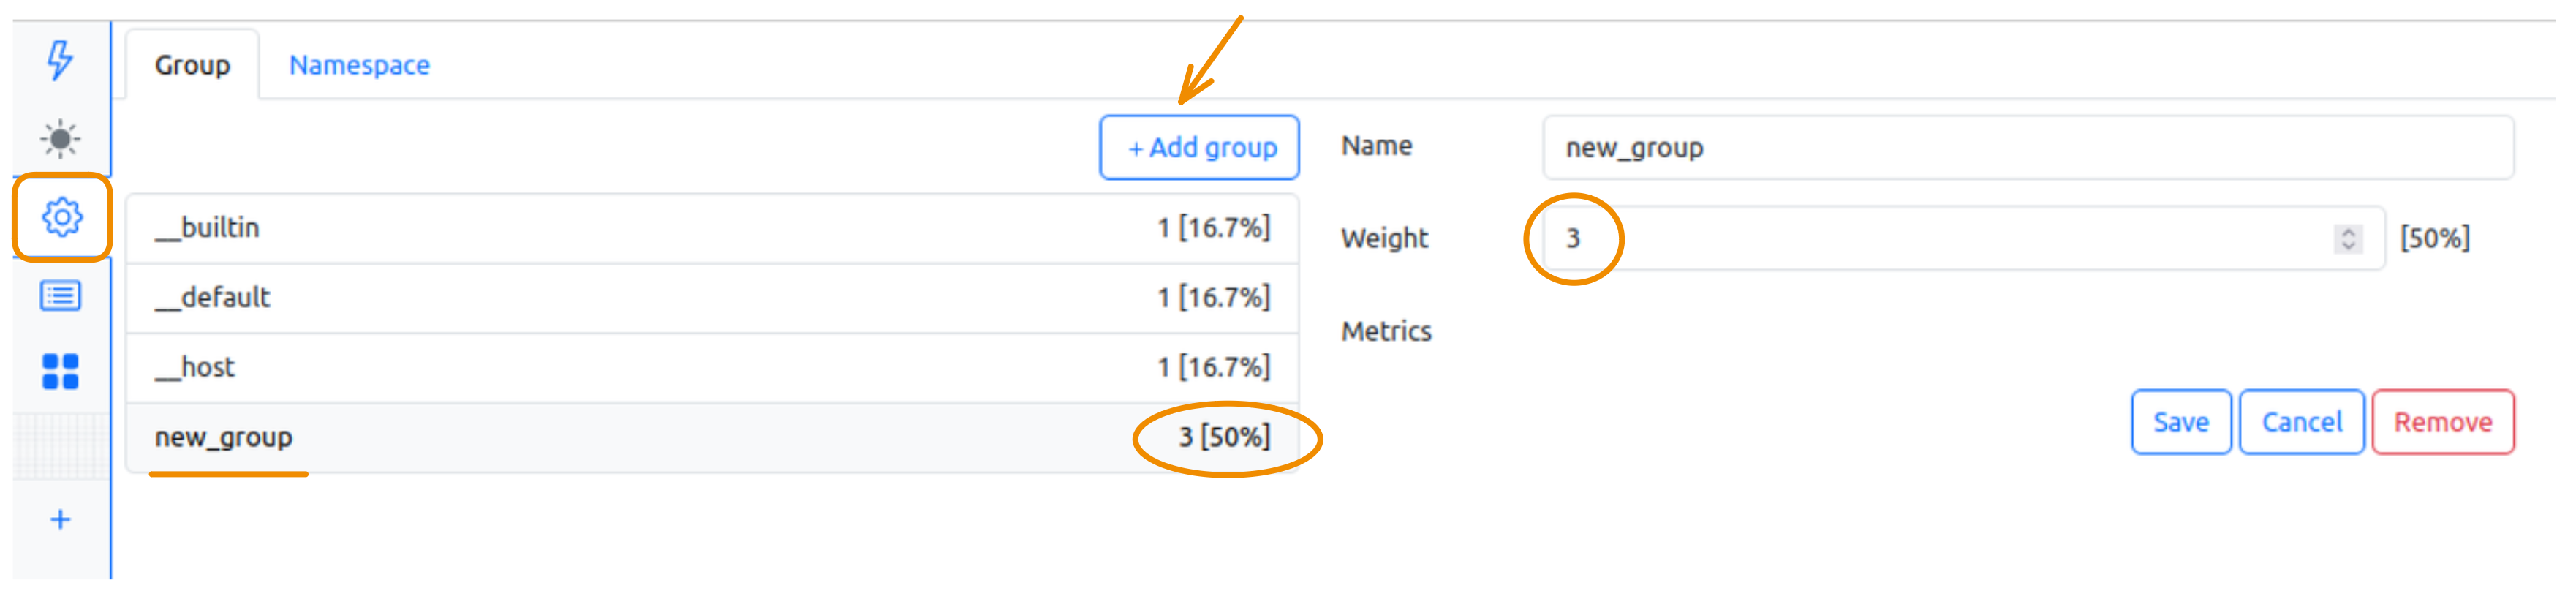 Group Namespace
+ Add group
__builtin 1 [16.7%]
__default 1 [16.7%]
__host 1 [16.7%]
new_group 3 [50%]
Name new_group
Weight 3 [50%]
Metrics
Save Cancel Remove
+